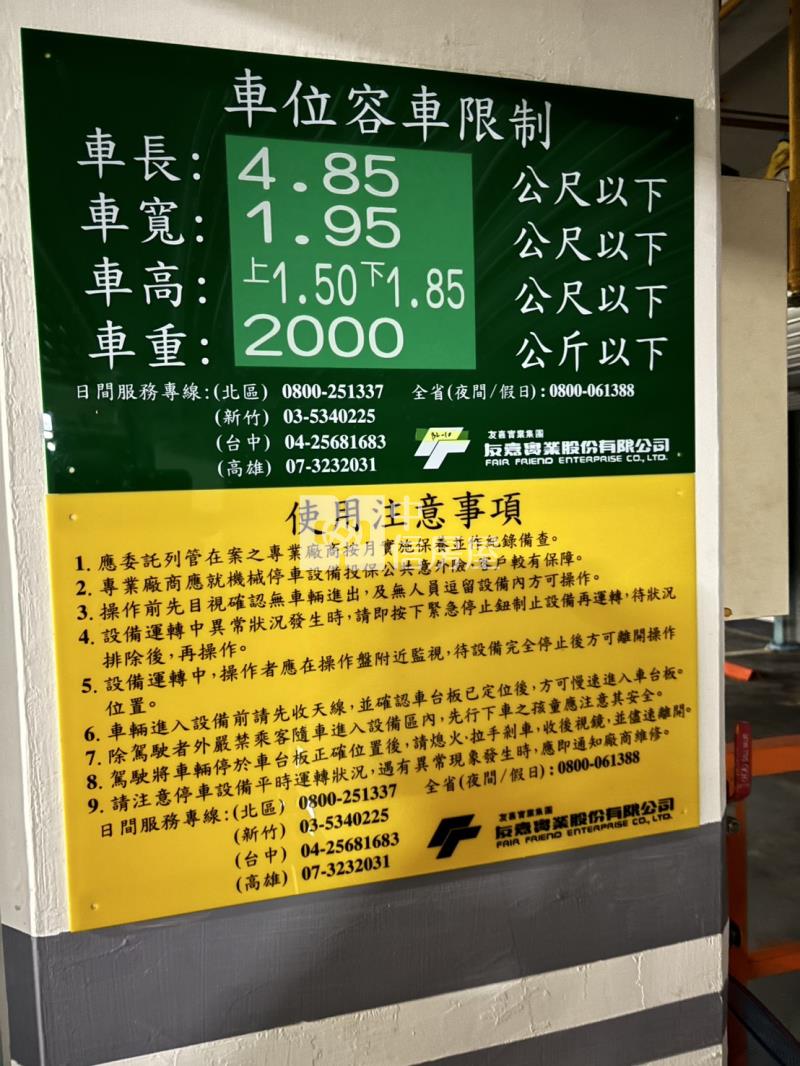 車位容車限制
車長: 4.85 公尺以下
車寬: 1.95 公尺以下
車高: 上1.50下1.85 公尺以下
車重: 2000 公斤以下
日間服務專線:(北區) 0800-251337 全省(夜間/假日):0800-061388
(新竹) 03-5340225
(台中) 04-25681683
(高雄) 07-3232031
友嘉實業集團
友嘉實業股份有限公司
FAIR FRIEND ENTERPRISE CO., LTD.
使用注意事項
1. 應委託列管在案之專業廠商按月實施保養並作紀錄備查。
2. 專業廠商應就機械停車設備投保公共意外險,客戶較有保障。
3. 操作前先目視確認無車輛進出,及無人員逗留設備內方可操作。
4. 設備運轉中異常狀況發生時,請即按下緊急停止鈕制止設備再運轉,待狀況
排除後,再操作。
5. 設備運轉中,操作者應在操作盤附近監視,待設備完全停止後方可離開操作
位置。
6. 車輛進入設備前請先收天線,並確認車台板已定位後,方可慢速進入車台板。
7. 除駕駛者外嚴禁乘客隨車進入設備區內,先行下車之孩童應注意其安全。
8. 駕駛將車輛停於車台板正確位置後,請熄火‧拉手剎車,收後視鏡,並儘速離開。
9. 請注意停車設備平時運轉狀況,遇有異常現象發生時,應即通知廠商維修。
日間服務專線:(北區) 0800-251337 全省(夜間/假日):0800-061388
(新竹) 03-5340225
(台中) 04-25681683
(高雄) 07-3232031
友嘉實業集團
友嘉實業股份有限公司
FAIR FRIEND ENTERPRISE CO., LTD.